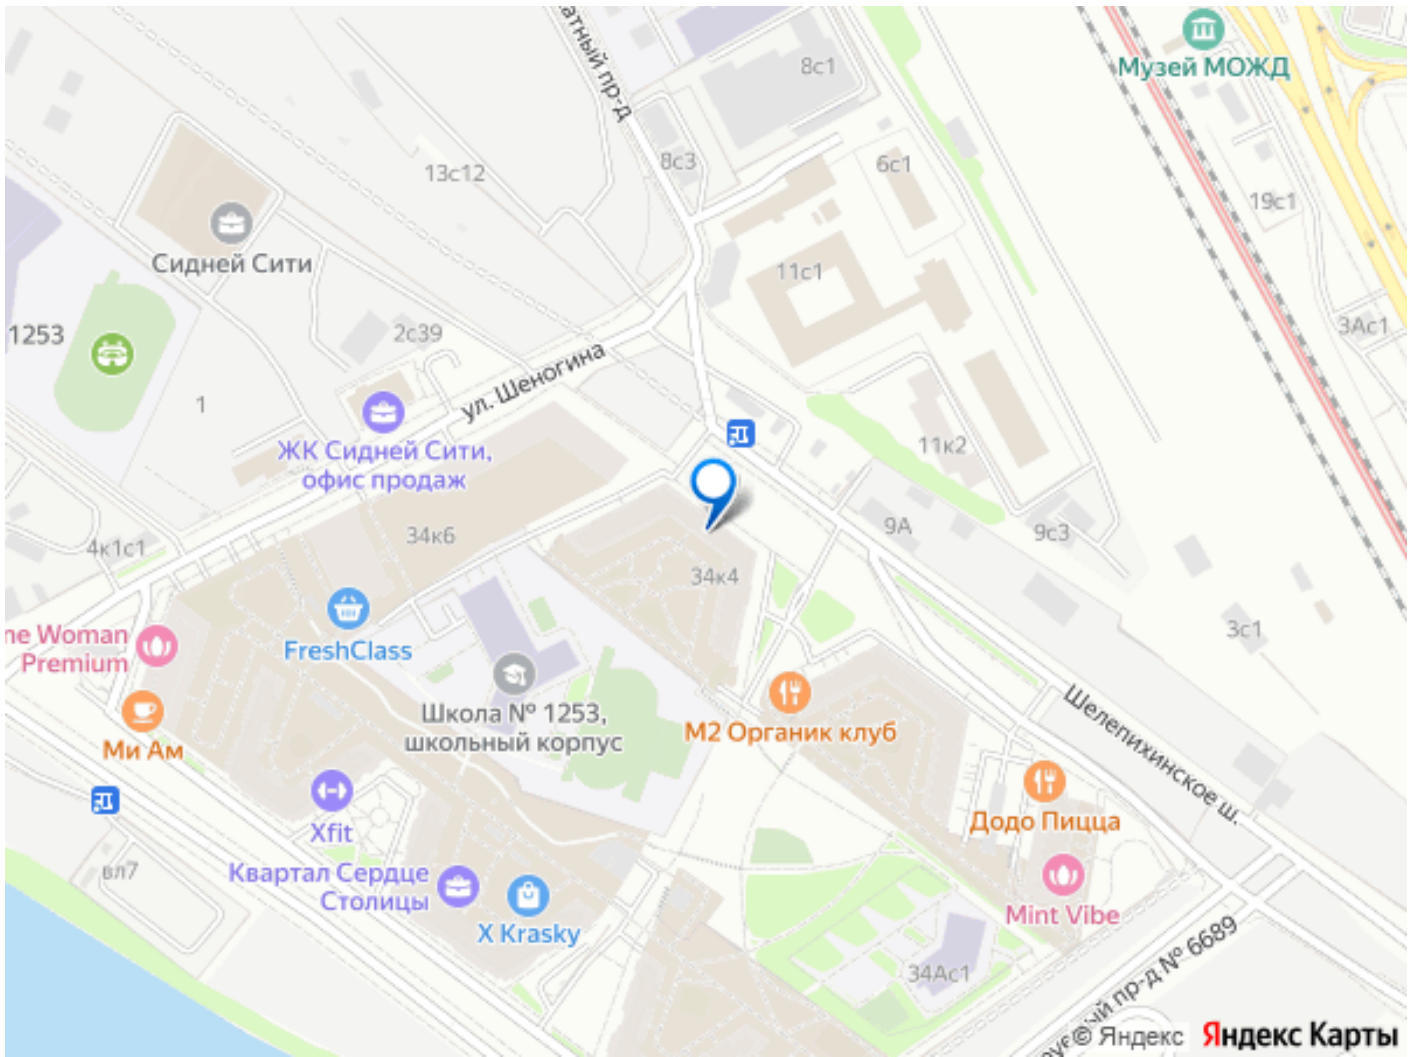 атный пр-д
8с1
Музей МОЖД
8с3
6с1
13с12
19с1
Сидней Сити
11с1
1253
2с39
3Ас1
ул. Шеногина
1
ЖК Сидней Сити,
офис продаж
11к2
34к6
9А
9с3
4к1с1
34к4
FreshClass
ne Woman
Premium
3с1
Школа № 1253,
школьный корпус
М2 Органик клуб
Ми Ам
Шелепихинское ш.
Xfit
Додо Пицца
вл7
Квартал Сердце
Столицы
X Krasky
Mint Vibe
34Ас1
ый пр-д № 6689
© Яндекс Яндекс Карты